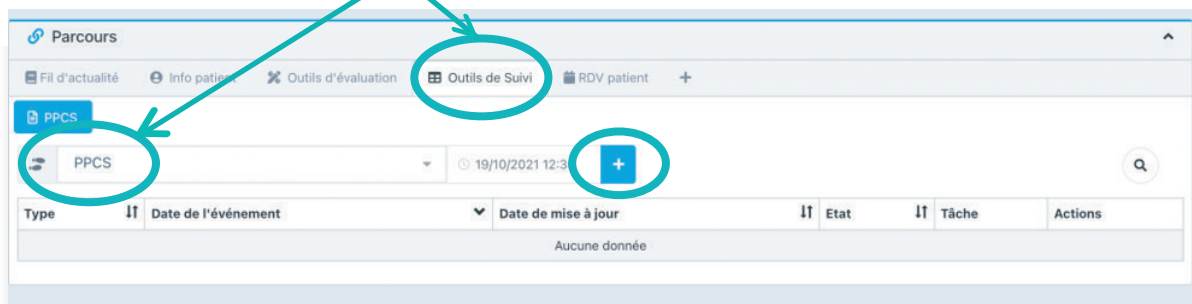 Parcours
Fil d'actualité Info patient Outils d'évaluation Outils de Suivi RDV patient +
PPCS
PPCS 19/10/2021 12:3 +
Type Date de l'événement Date de mise à jour Etat Tâche Actions
Aucune donnée